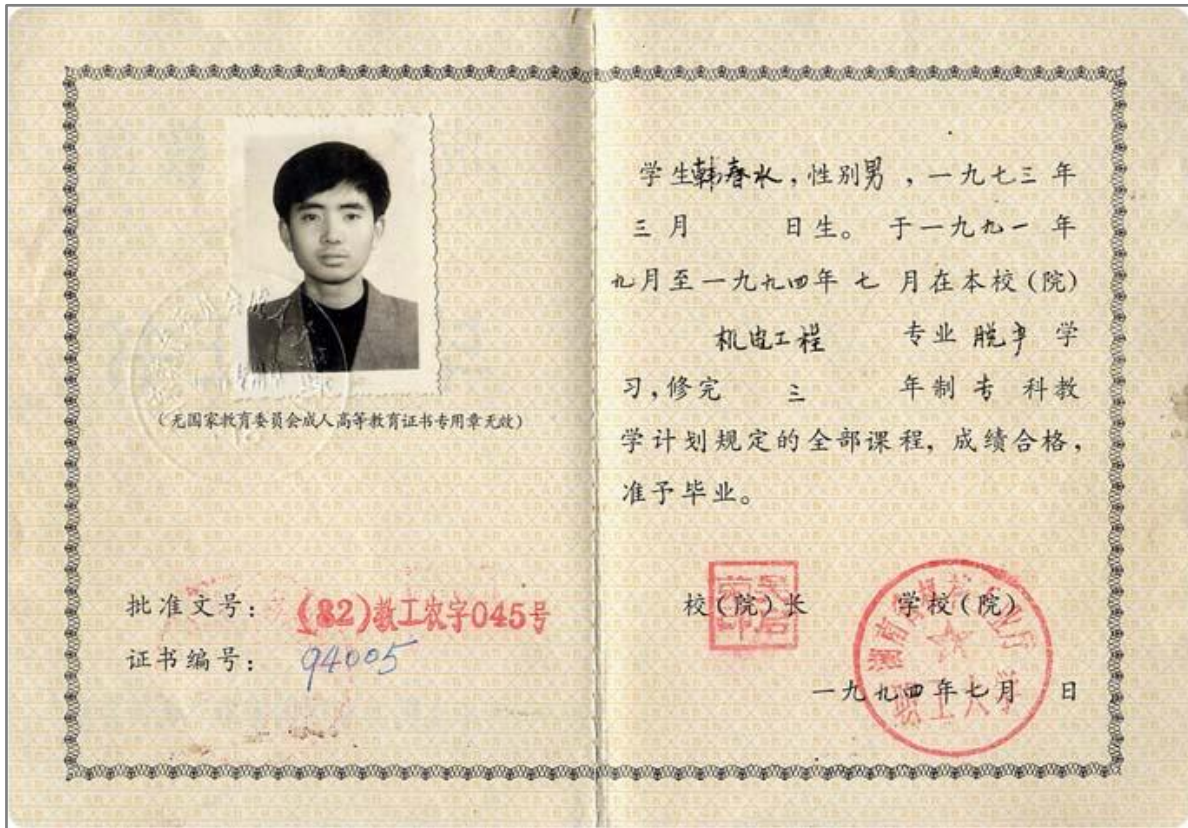 (无国家教育委员会成人高等教育证书专用章无效)
批准文号: (82)教工农字045号
证书编号: 94005
学生韩春水,性别男,一九七三年
三月 日生。于一九九一年
九月至一九九四年七月在本校(院)
机电工程 专业 脱产 学
习,修完 三 年制 专 科教
学计划规定的全部课程,成绩合格,
准予毕业。
校(院)长 学校(院)
一九九四年七月 日
职工大学